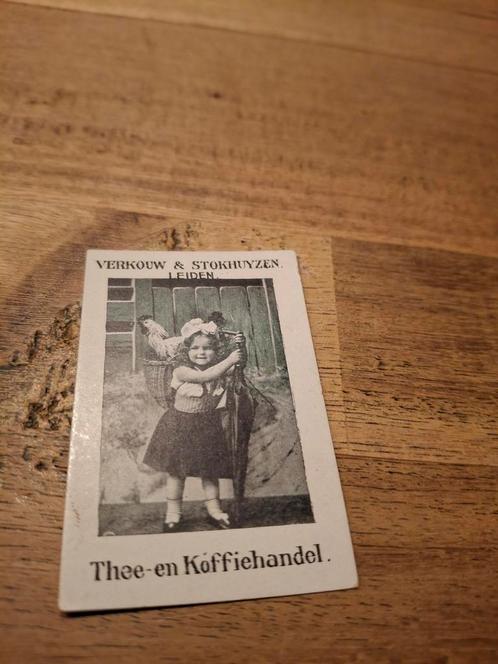 VERKOUW & STOKHUYZEN.
LEIDEN.
Thee-en Koffiehandel.